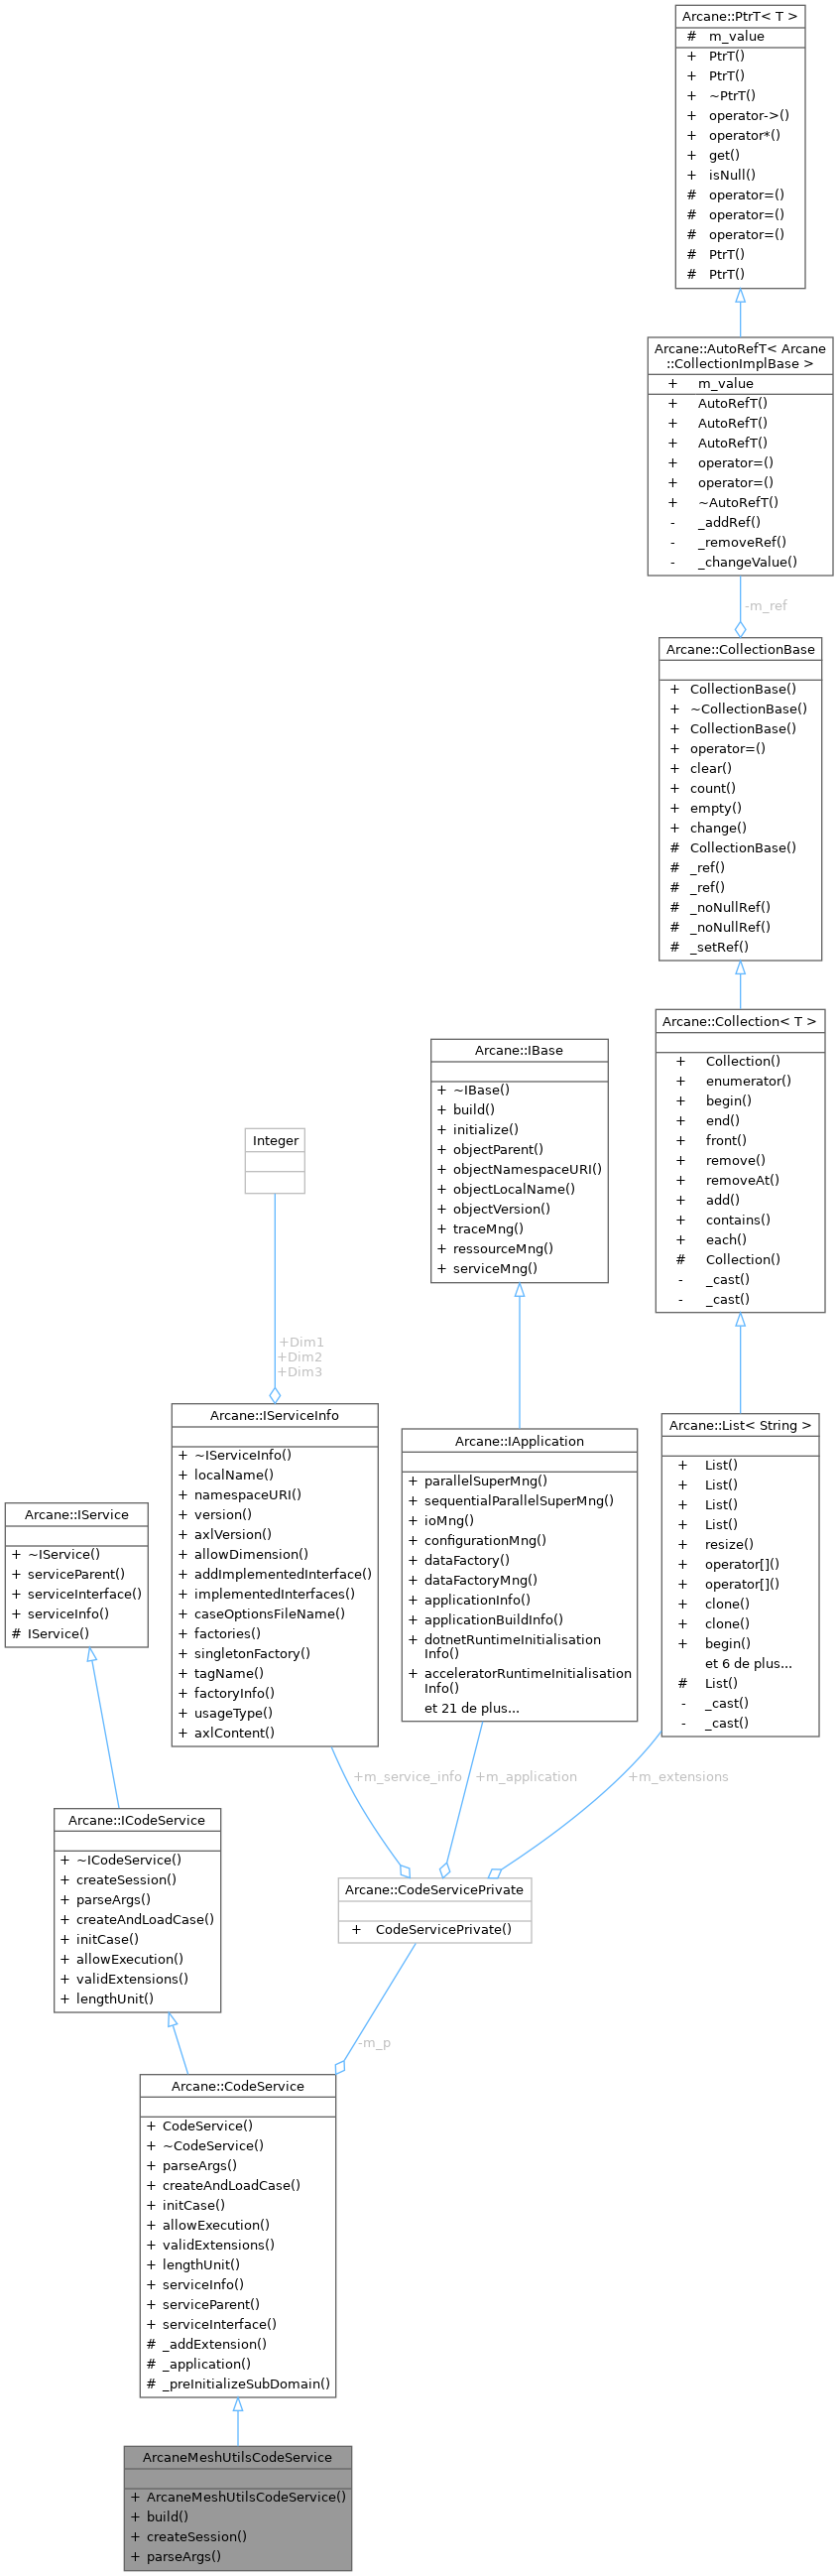 Arcane::PtrT< T >
# m_value
+ PtrT()
+ PtrT()
+ ~PtrT()
+ operator->()
+ operator*()
+ get()
+ isNull()
# operator=()
# operator=()
# operator=()
# PtrT()
# PtrT()
Arcane::AutoRefT< Arcane
::CollectionImplBase >
+ m_value
+ AutoRefT()
+ AutoRefT()
+ AutoRefT()
+ operator=()
+ operator=()
+ ~AutoRefT()
- _addRef()
- _removeRef()
- _changeValue()
-m_ref
Arcane::CollectionBase
+ CollectionBase()
+ ~CollectionBase()
+ CollectionBase()
+ operator=()
+ clear()
+ count()
+ empty()
+ change()
# CollectionBase()
# _ref()
# _ref()
# _noNullRef()
# _noNullRef()
# _setRef()
Arcane::Collection< T >
+ Collection()
+ enumerator()
+ begin()
+ end()
+ front()
+ remove()
+ removeAt()
+ add()
+ contains()
+ each()
# Collection()
- _cast()
- _cast()
Arcane::IBase
+ ~IBase()
+ build()
+ initialize()
+ objectParent()
+ objectNamespaceURI()
+ objectLocalName()
+ objectVersion()
+ traceMng()
+ ressourceMng()
+ serviceMng()
Integer
+Dim1
+Dim2
+Dim3
Arcane::IServiceInfo
+ ~IServiceInfo()
+ localName()
+ namespaceURI()
+ version()
+ axlVersion()
+ allowDimension()
+ addImplementedInterface()
+ implementedInterfaces()
+ caseOptionsFileName()
+ factories()
+ singletonFactory()
+ tagName()
+ factoryInfo()
+ usageType()
+ axlContent()
Arcane::IApplication
+ parallelSuperMng()
+ sequentialParallelSuperMng()
+ ioMng()
+ configurationMng()
+ dataFactory()
+ dataFactoryMng()
+ applicationInfo()
+ applicationBuildInfo()
+ dotnetRuntimeInitialisation
Info()
+ acceleratorRuntimeInitialisation
Info()
et 21 de plus...
Arcane::List< String >
+ List()
+ List()
+ List()
+ List()
+ resize()
+ operator[]()
+ operator[]()
+ clone()
+ clone()
+ begin()
et 6 de plus...
# List()
- _cast()
- _cast()
Arcane::IService
+ ~IService()
+ serviceParent()
+ serviceInterface()
+ serviceInfo()
# IService()
+m_service_info
+m_application
+m_extensions
Arcane::ICodeService
+ ~ICodeService()
+ createSession()
+ parseArgs()
+ createAndLoadCase()
+ initCase()
+ allowExecution()
+ validExtensions()
+ lengthUnit()
Arcane::CodeServicePrivate
+ CodeServicePrivate()
-m_p
Arcane::CodeService
+ CodeService()
+ ~CodeService()
+ parseArgs()
+ createAndLoadCase()
+ initCase()
+ allowExecution()
+ validExtensions()
+ lengthUnit()
+ serviceInfo()
+ serviceParent()
+ serviceInterface()
# _addExtension()
# _application()
# _preInitializeSubDomain()
ArcaneMeshUtilsCodeService
+ ArcaneMeshUtilsCodeService()
+ build()
+ createSession()
+ parseArgs()